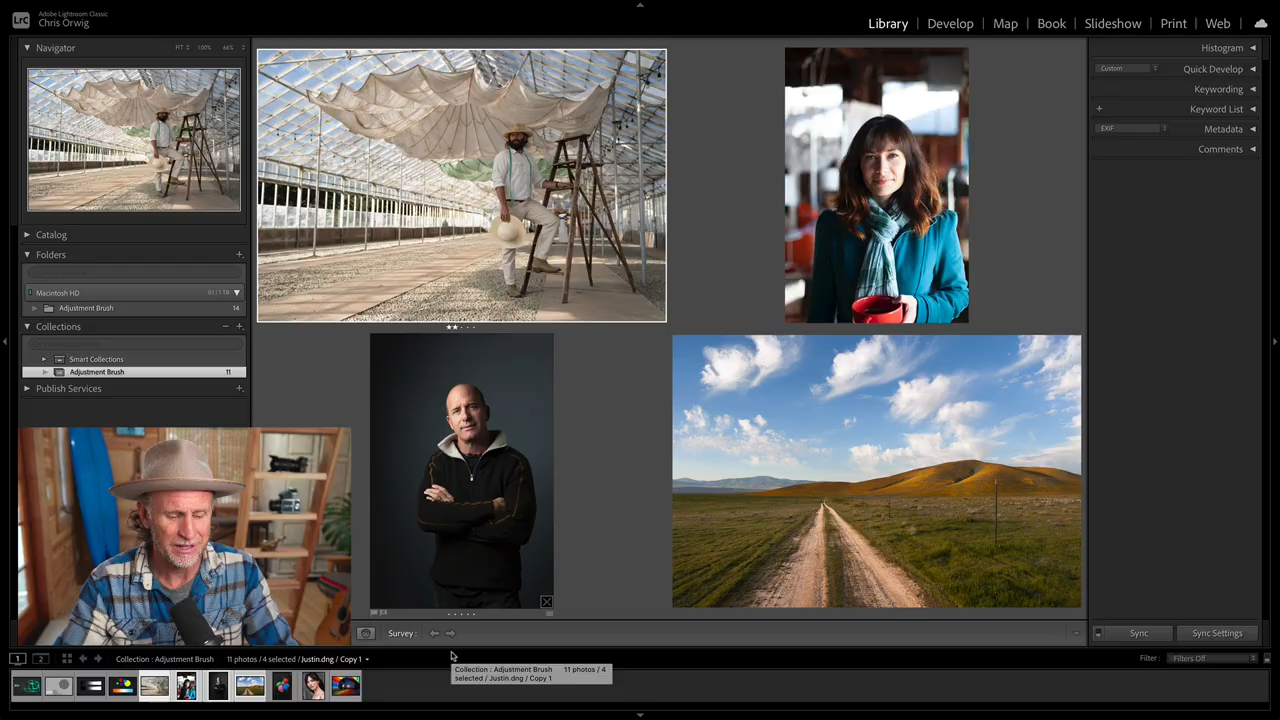 LrC
Adobe Lightroom Classic
Chris Orwig
Library | Develop | Map | Book | Slideshow | Print | Web
Navigator
FIT 100% 66%
Catalog
Folders
Macintosh HD
Adjustment Brush 14
Collections
Smart Collections
Adjustment Brush 11
Publish Services
Histogram
Custom Quick Develop
Keywording
Keyword List
EXIF Metadata
Comments
Survey :
Sync
Sync Settings
1 2
Collection : Adjustment Brush 11 photos / 4 selected / Justin.dng / Copy 1
Filter : Filters Off
Collection : Adjustment Brush 11 photos / 4
selected / Justin.dng / Copy 1